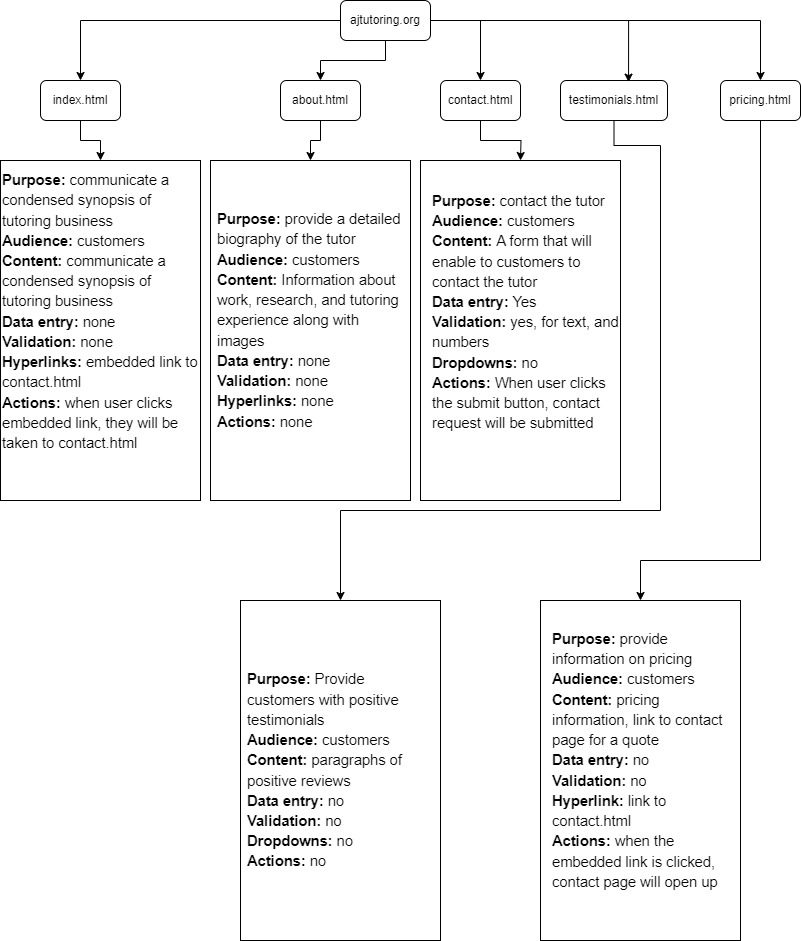 ajtutoring.org
index.html
about.html
contact.html
testimonials.html
pricing.html
Purpose: communicate a
condensed synopsis of
tutoring business
Audience: customers
Content: communicate a
condensed synopsis of
tutoring business
Data entry: none
Validation: none
Hyperlinks: embedded link to
contact.html
Actions: when user clicks
embedded link, they will be
taken to contact.html
Purpose: provide a detailed
biography of the tutor
Audience: customers
Content: Information about
work, research, and tutoring
experience along with
images
Data entry: none
Validation: none
Hyperlinks: none
Actions: none
Purpose: contact the tutor
Audience: customers
Content: A form that will
enable to customers to
contact the tutor
Data entry: Yes
Validation: yes, for text, and
numbers
Dropdowns: no
Actions: When user clicks
the submit button, contact
request will be submitted
Purpose: Provide
customers with positive
testimonials
Audience: customers
Content: paragraphs of
positive reviews
Data entry: no
Validation: no
Dropdowns: no
Actions: no
Purpose: provide
information on pricing
Audience: customers
Content: pricing
information, link to contact
page for a quote
Data entry: no
Validation: no
Hyperlink: link to
contact.html
Actions: when the
embedded link is clicked,
contact page will open up